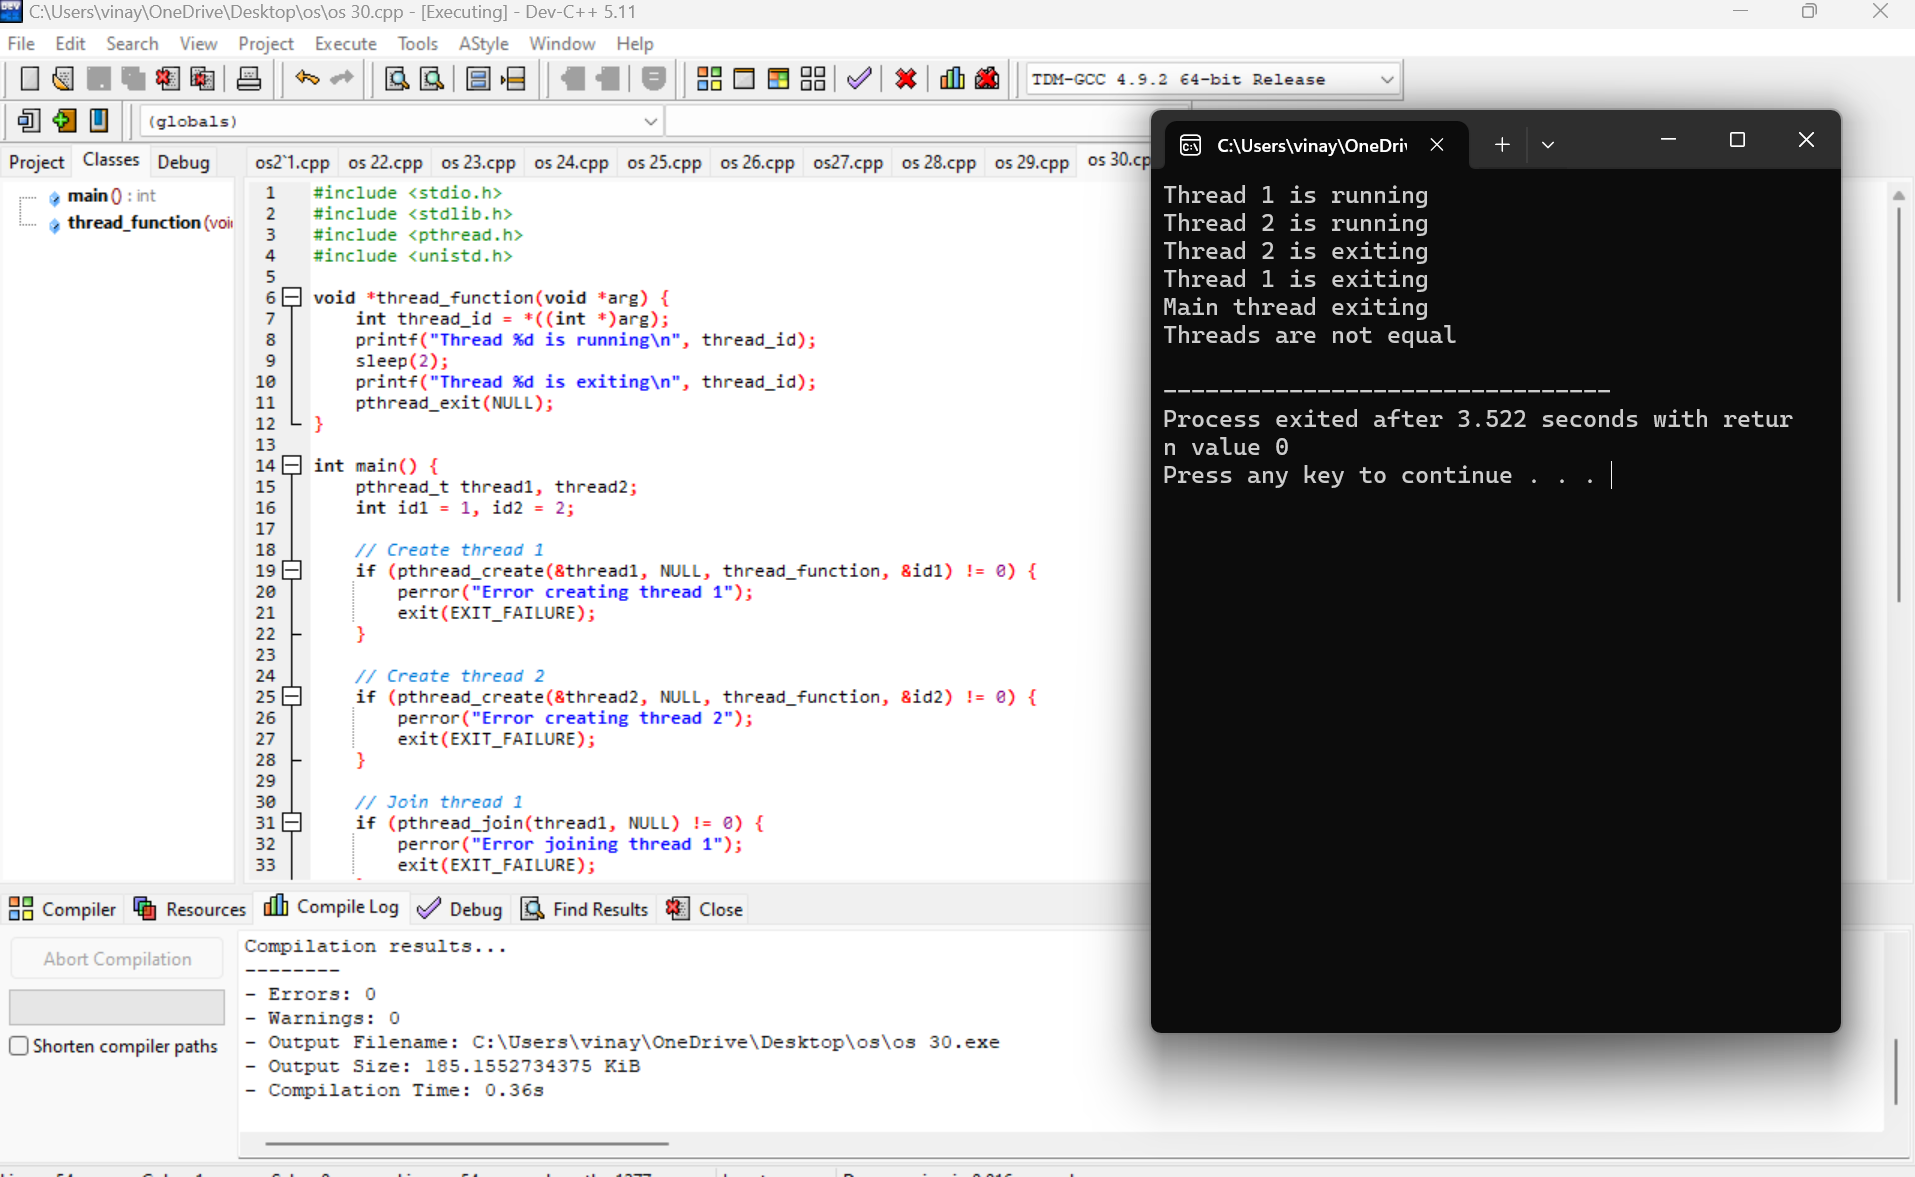 C:\Users\vinay\OneDrive\Desktop\os\os 30.cpp - [Executing] - Dev-C++ 5.11
File Edit Search View Project Execute Tools AStyle Window Help
TDM-GCC 4.9.2 64-bit Release
(globals)
Project Classes Debug
os2`1.cpp os 22.cpp os 23.cpp os 24.cpp os 25.cpp os 26.cpp os27.cpp os 28.cpp os 29.cpp os 30.cp
main () : int
thread_function (voi
1 #include <stdio.h>
2 #include <stdlib.h>
3 #include <pthread.h>
4 #include <unistd.h>
5
6 void *thread_function(void *arg) {
7 int thread_id = *((int *)arg);
8 printf("Thread %d is running\n", thread_id);
9 sleep(2);
10 printf("Thread %d is exiting\n", thread_id);
11 pthread_exit(NULL);
12 }
13
14 int main() {
15 pthread_t thread1, thread2;
16 int id1 = 1, id2 = 2;
17
18 // Create thread 1
19 if (pthread_create(&thread1, NULL, thread_function, &id1) != 0) {
20 perror("Error creating thread 1");
21 exit(EXIT_FAILURE);
22 }
23
24 // Create thread 2
25 if (pthread_create(&thread2, NULL, thread_function, &id2) != 0) {
26 perror("Error creating thread 2");
27 exit(EXIT_FAILURE);
28 }
29
30 // Join thread 1
31 if (pthread_join(thread1, NULL) != 0) {
32 perror("Error joining thread 1");
33 exit(EXIT_FAILURE);
C:\Users\vinay\OneDri
Thread 1 is running
Thread 2 is running
Thread 2 is exiting
Thread 1 is exiting
Main thread exiting
Threads are not equal
--------------------------------
Process exited after 3.522 seconds with retur
n value 0
Press any key to continue . . .
Compiler Resources Compile Log Debug Find Results Close
Abort Compilation
Shorten compiler paths
Compilation results...
--------
- Errors: 0
- Warnings: 0
- Output Filename: C:\Users\vinay\OneDrive\Desktop\os\os 30.exe
- Output Size: 185.1552734375 KiB
- Compilation Time: 0.36s